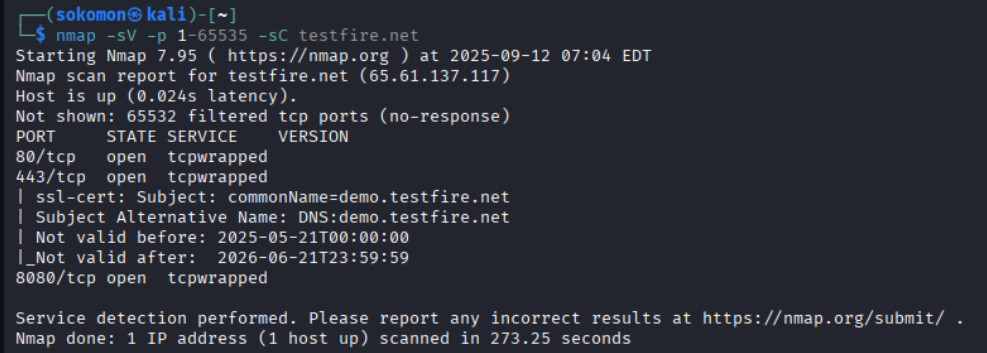 ┌──(sokomon㉿kali)-[~]
└─$ nmap -sV -p 1-65535 -sC testfire.net
Starting Nmap 7.95 ( https://nmap.org ) at 2025-09-12 07:04 EDT
Nmap scan report for testfire.net (65.61.137.117)
Host is up (0.024s latency).
Not shown: 65532 filtered tcp ports (no-response)
PORT     STATE SERVICE    VERSION
80/tcp   open  tcpwrapped
443/tcp  open  tcpwrapped
| ssl-cert: Subject: commonName=demo.testfire.net
| Subject Alternative Name: DNS:demo.testfire.net
| Not valid before: 2025-05-21T00:00:00
|_Not valid after:  2026-06-21T23:59:59
8080/tcp open  tcpwrapped

Service detection performed. Please report any incorrect results at https://nmap.org/submit/ .
Nmap done: 1 IP address (1 host up) scanned in 273.25 seconds